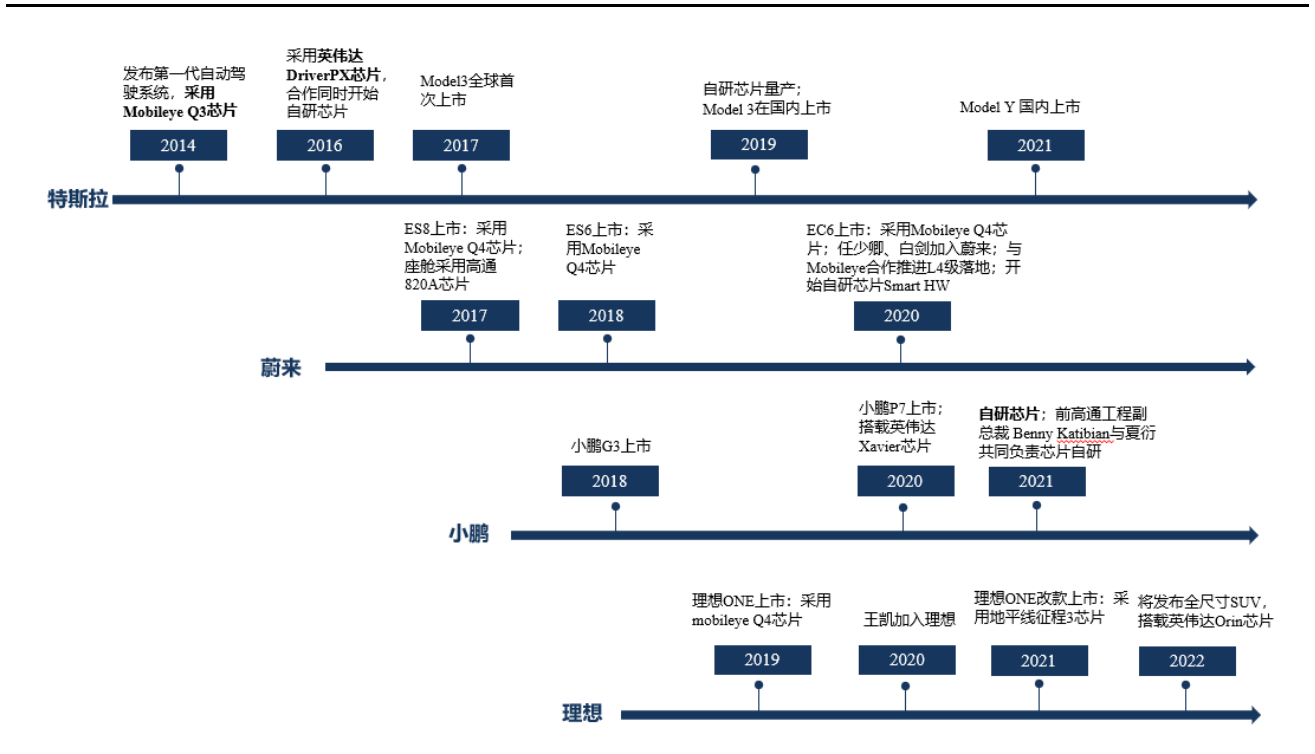 发布第一代自动驾
驶系统，采用
Mobileye Q3芯片
2014
采用英伟达
DriverPX芯片，
合作同时开始
自研芯片
2016
Model3全球首
次上市
2017
自研芯片量产；
Model 3在国内上市
2019
Model Y 国内上市
2021
特斯拉
ES8上市：采用
Mobileye Q4芯片；
座舱采用高通
820A芯片
2017
ES6上市：采
用Mobileye
Q4芯片
2018
EC6上市：采用Mobileye Q4芯
片；任少卿、白剑加入蔚来；与
Mobileye合作推进L4级落地；开
始自研芯片Smart HW
2020
蔚来
小鹏G3上市
2018
小鹏P7上市；
搭载英伟达
Xavier芯片
2020
自研芯片；前高通工程副
总裁 Benny Katibian与夏衍
共同负责芯片自研
2021
小鹏
理想ONE上市：采用
mobileye Q4芯片
2019
王凯加入理想
2020
理想ONE改款上市：采
用地平线征程3芯片
2021
将发布全尺寸SUV，
搭载英伟达Orin芯片
2022
理想